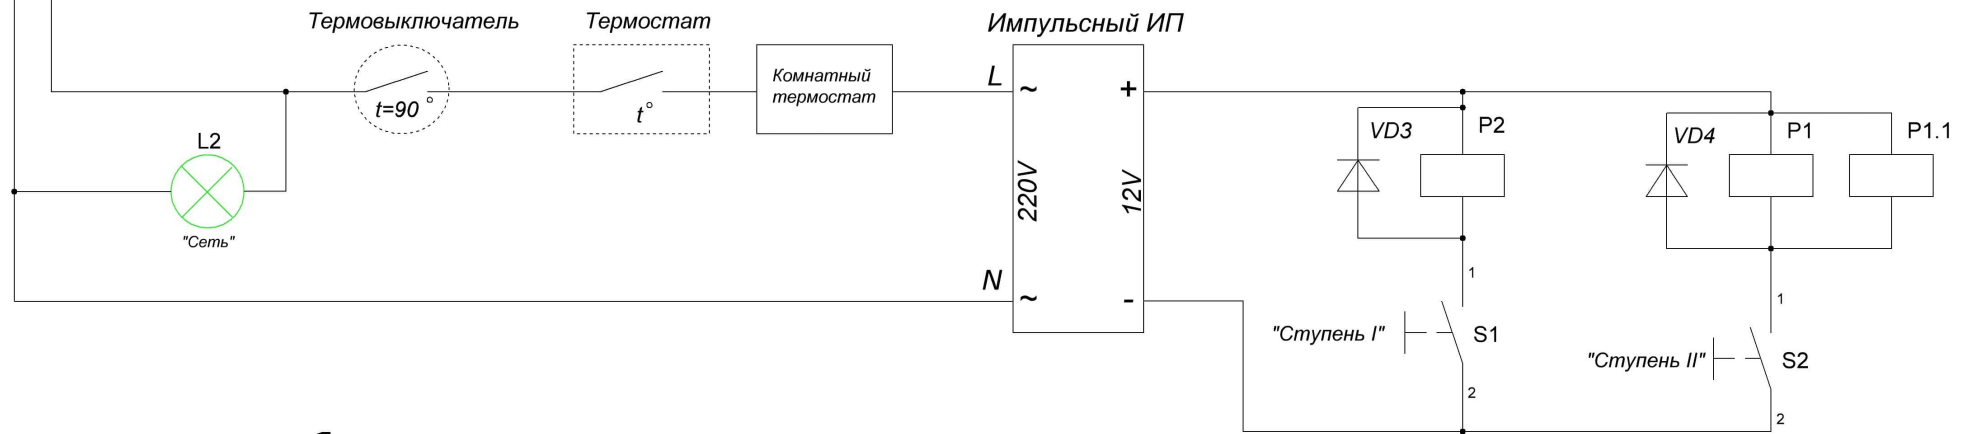 Термовыключатель
Термостат
Импульсный ИП
Комнатный
термостат
L
~
+
t=90 °
t°
VD3
P2
VD4
P1
P1.1
L2
220V
12V
"Сеть"
N
~
-
1
1
"Ступень I"
S1
"Ступень II"
S2
2
2